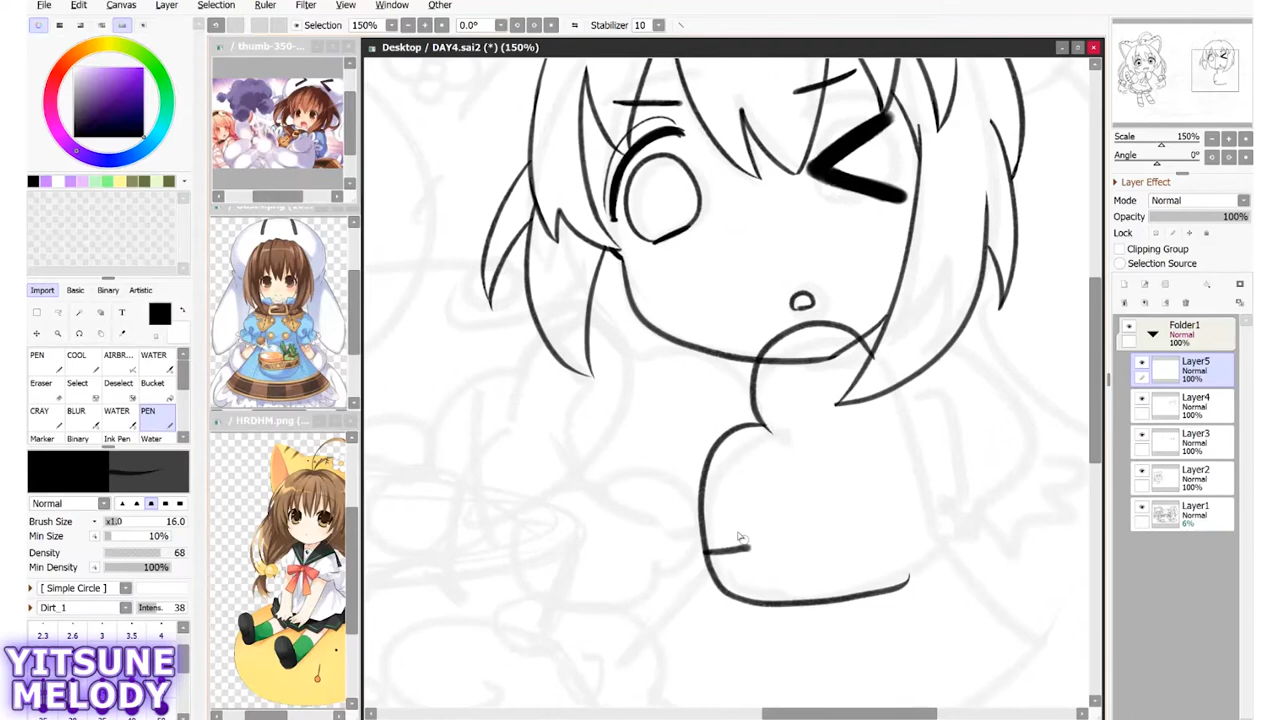 Edit Canvas Layer Selection Ruler Filter View Window Other
Selection 150% 0.0° Stabilizer 10
/ thumb-350-...
Desktop / DAY4.sai2 (*) (150%)
/ HRDHM.png (...
Scale 150%
Angle 0°
Layer Effect
Mode Normal
Opacity 100%
Lock
Clipping Group
Selection Source
Folder1
Normal
100%
Layer5
Normal
100%
Layer4
Normal
100%
Layer3
Normal
100%
Layer2
Normal
100%
Layer1
Normal
6%
Import Basic Binary Artistic
T
PEN COOL AIRBR... WATER
Eraser Select Deselect Bucket
CRAY BLUR WATER PEN
Marker Binary Ink Pen Water
Normal
Brush Size x1.0 16.0
Min Size 10%
Density 68
Min Density 100%
[ Simple Circle ]
Dirt_1 Intens. 38
2.3 2.6 3 3.5 4
YITSUNE
MELODY